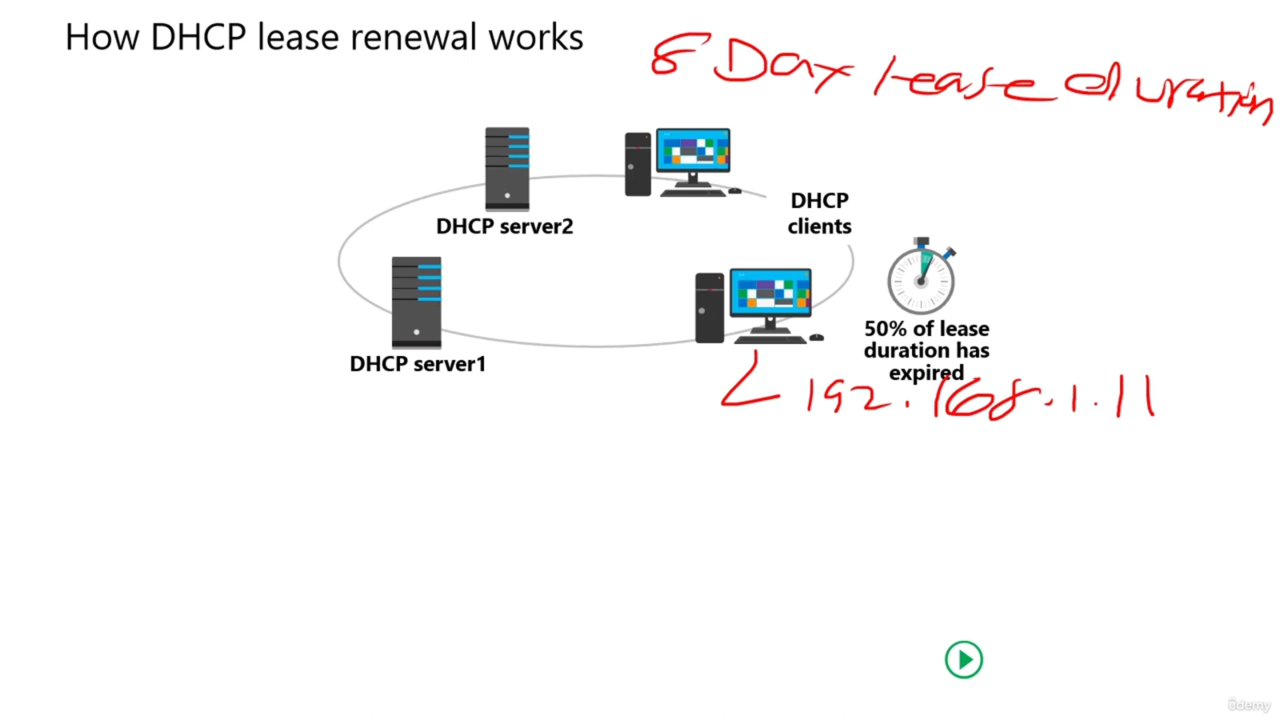 How DHCP lease renewal works
8 Day lease duration
DHCP server2
DHCP
clients
DHCP server1
50% of lease
duration has
expired
192.168.1.11
ûdemy